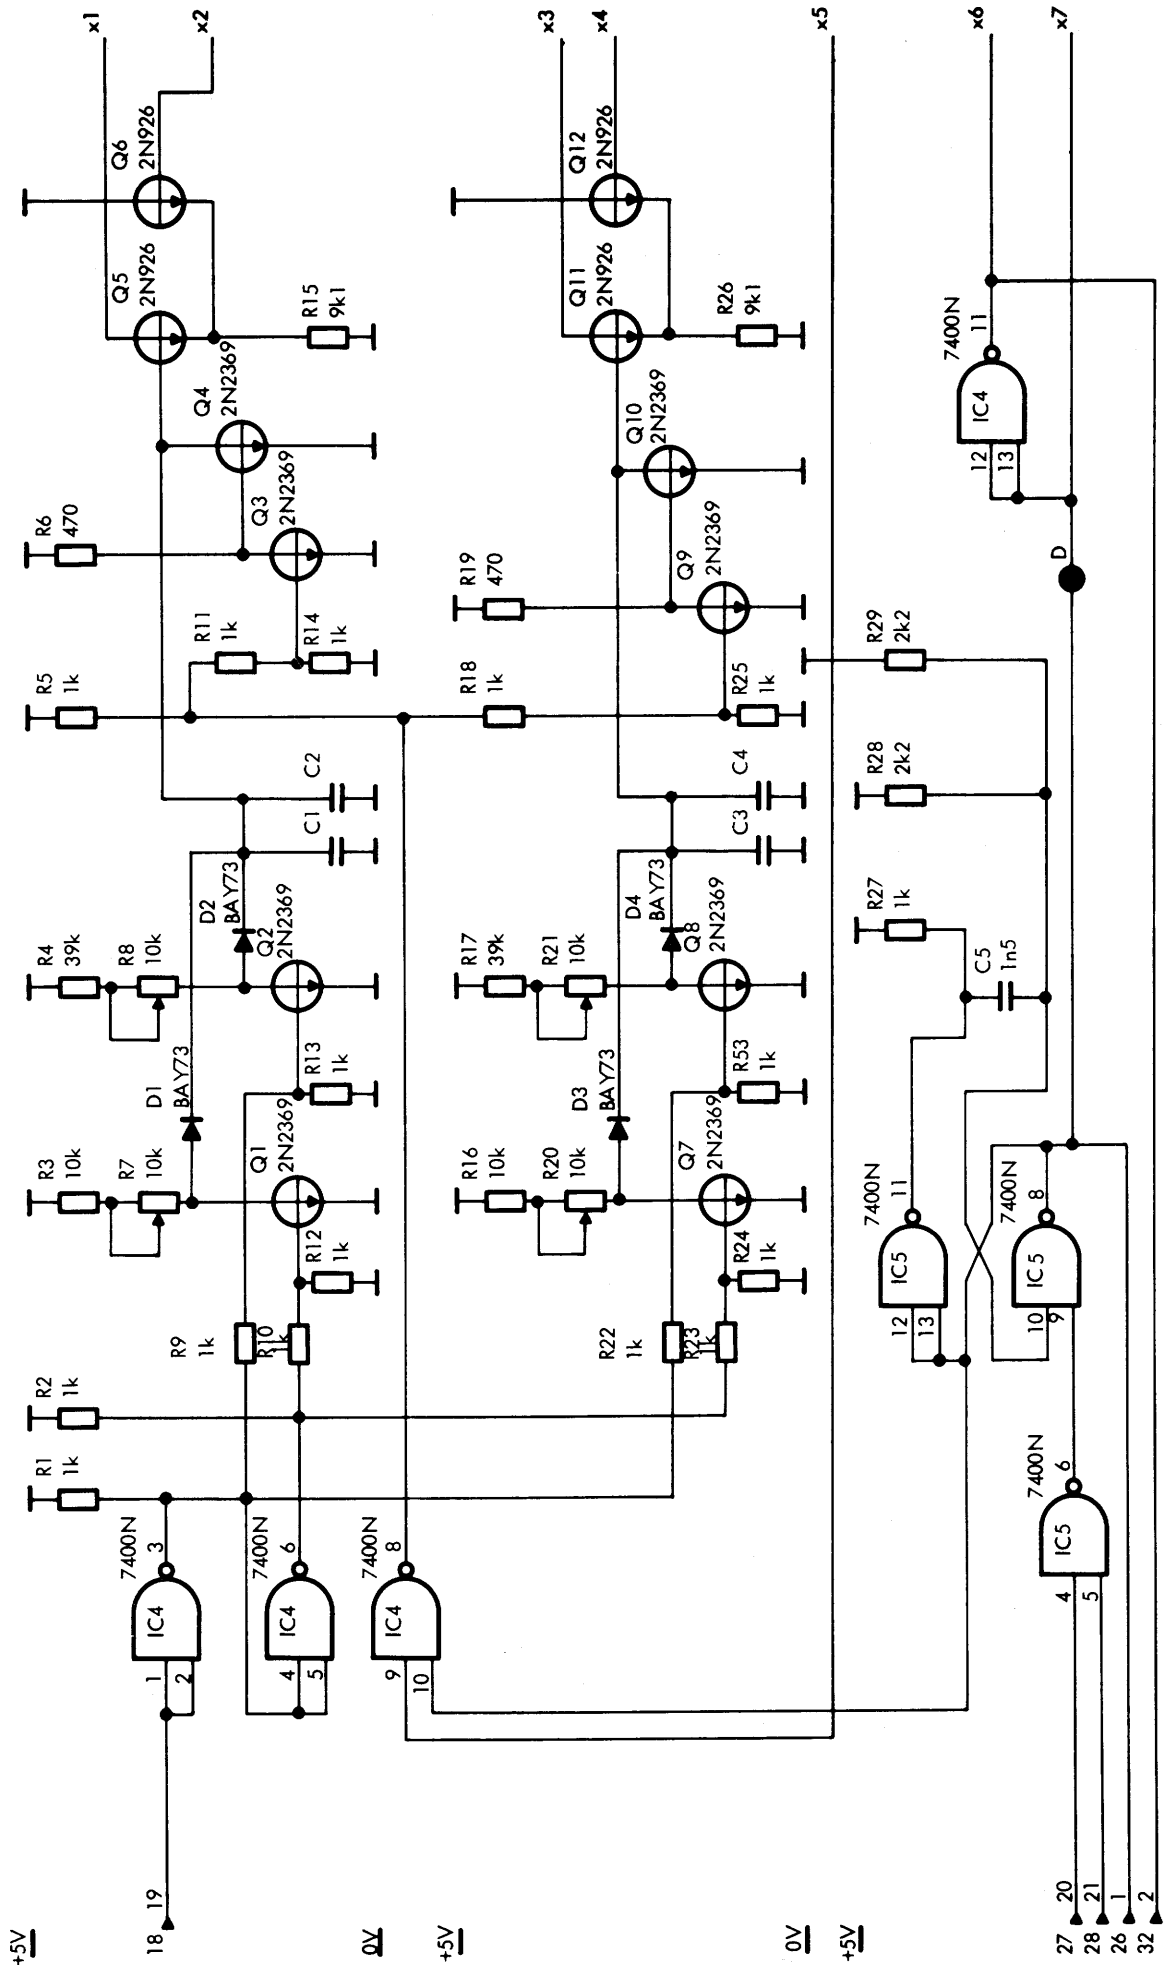 x1
x2
x3
x4
x5
x6
x7
Q6
2N926
Q5
2N926
R15
9k1
Q4
2N2369
Q3
2N2369
R6
470
R11
1k
R14
1k
R5
1k
C2
C1
D2
BAY73
Q2
2N2369
R4
39k
R8
10k
D1
BAY73
R13
1k
R3
10k
R7
10k
Q1
2N2369
R12
1k
R9
1k
R10
1k
R2
1k
R1
1k
Q12
2N926
Q11
2N926
R26
9k1
Q10
2N2369
Q9
2N2369
R19
470
R18
1k
R25
1k
C4
C3
D4
BAY73
Q8
2N2369
R17
39k
R21
10k
D3
BAY73
R53
1k
R16
10k
R20
10k
Q7
2N2369
R24
1k
R22
1k
R23
1k
7400N
IC4
1
2
3
7400N
IC4
4
5
6
7400N
IC4
9
10
8
7400N
IC4
12
13
11
D
R29
2k2
R28
2k2
R27
1k
C5
1n5
7400N
IC5
12
13
11
7400N
IC5
10
9
8
7400N
IC5
4
5
6
+5V
18
19
0V
+5V
0V
+5V
27
20
28
21
26
1
32
2